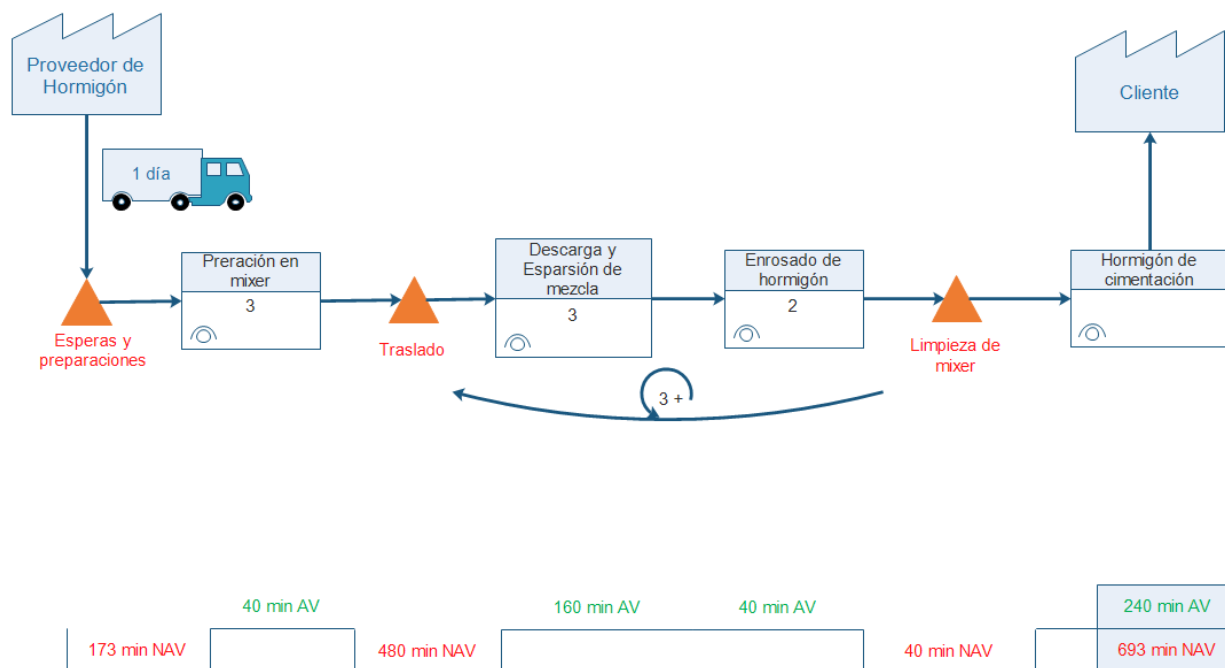 Proveedor de
Hormigón
Cliente
1 día
Preración en
mixer
3
Descarga y
Esparsión de
mezcla
3
Enrosado de
hormigón
2
Hormigón de
cimentación
Esperas y
preparaciones
Traslado
Limpieza de
mixer
3 +
40 min AV
160 min AV
40 min AV
240 min AV
173 min NAV
480 min NAV
40 min NAV
693 min NAV